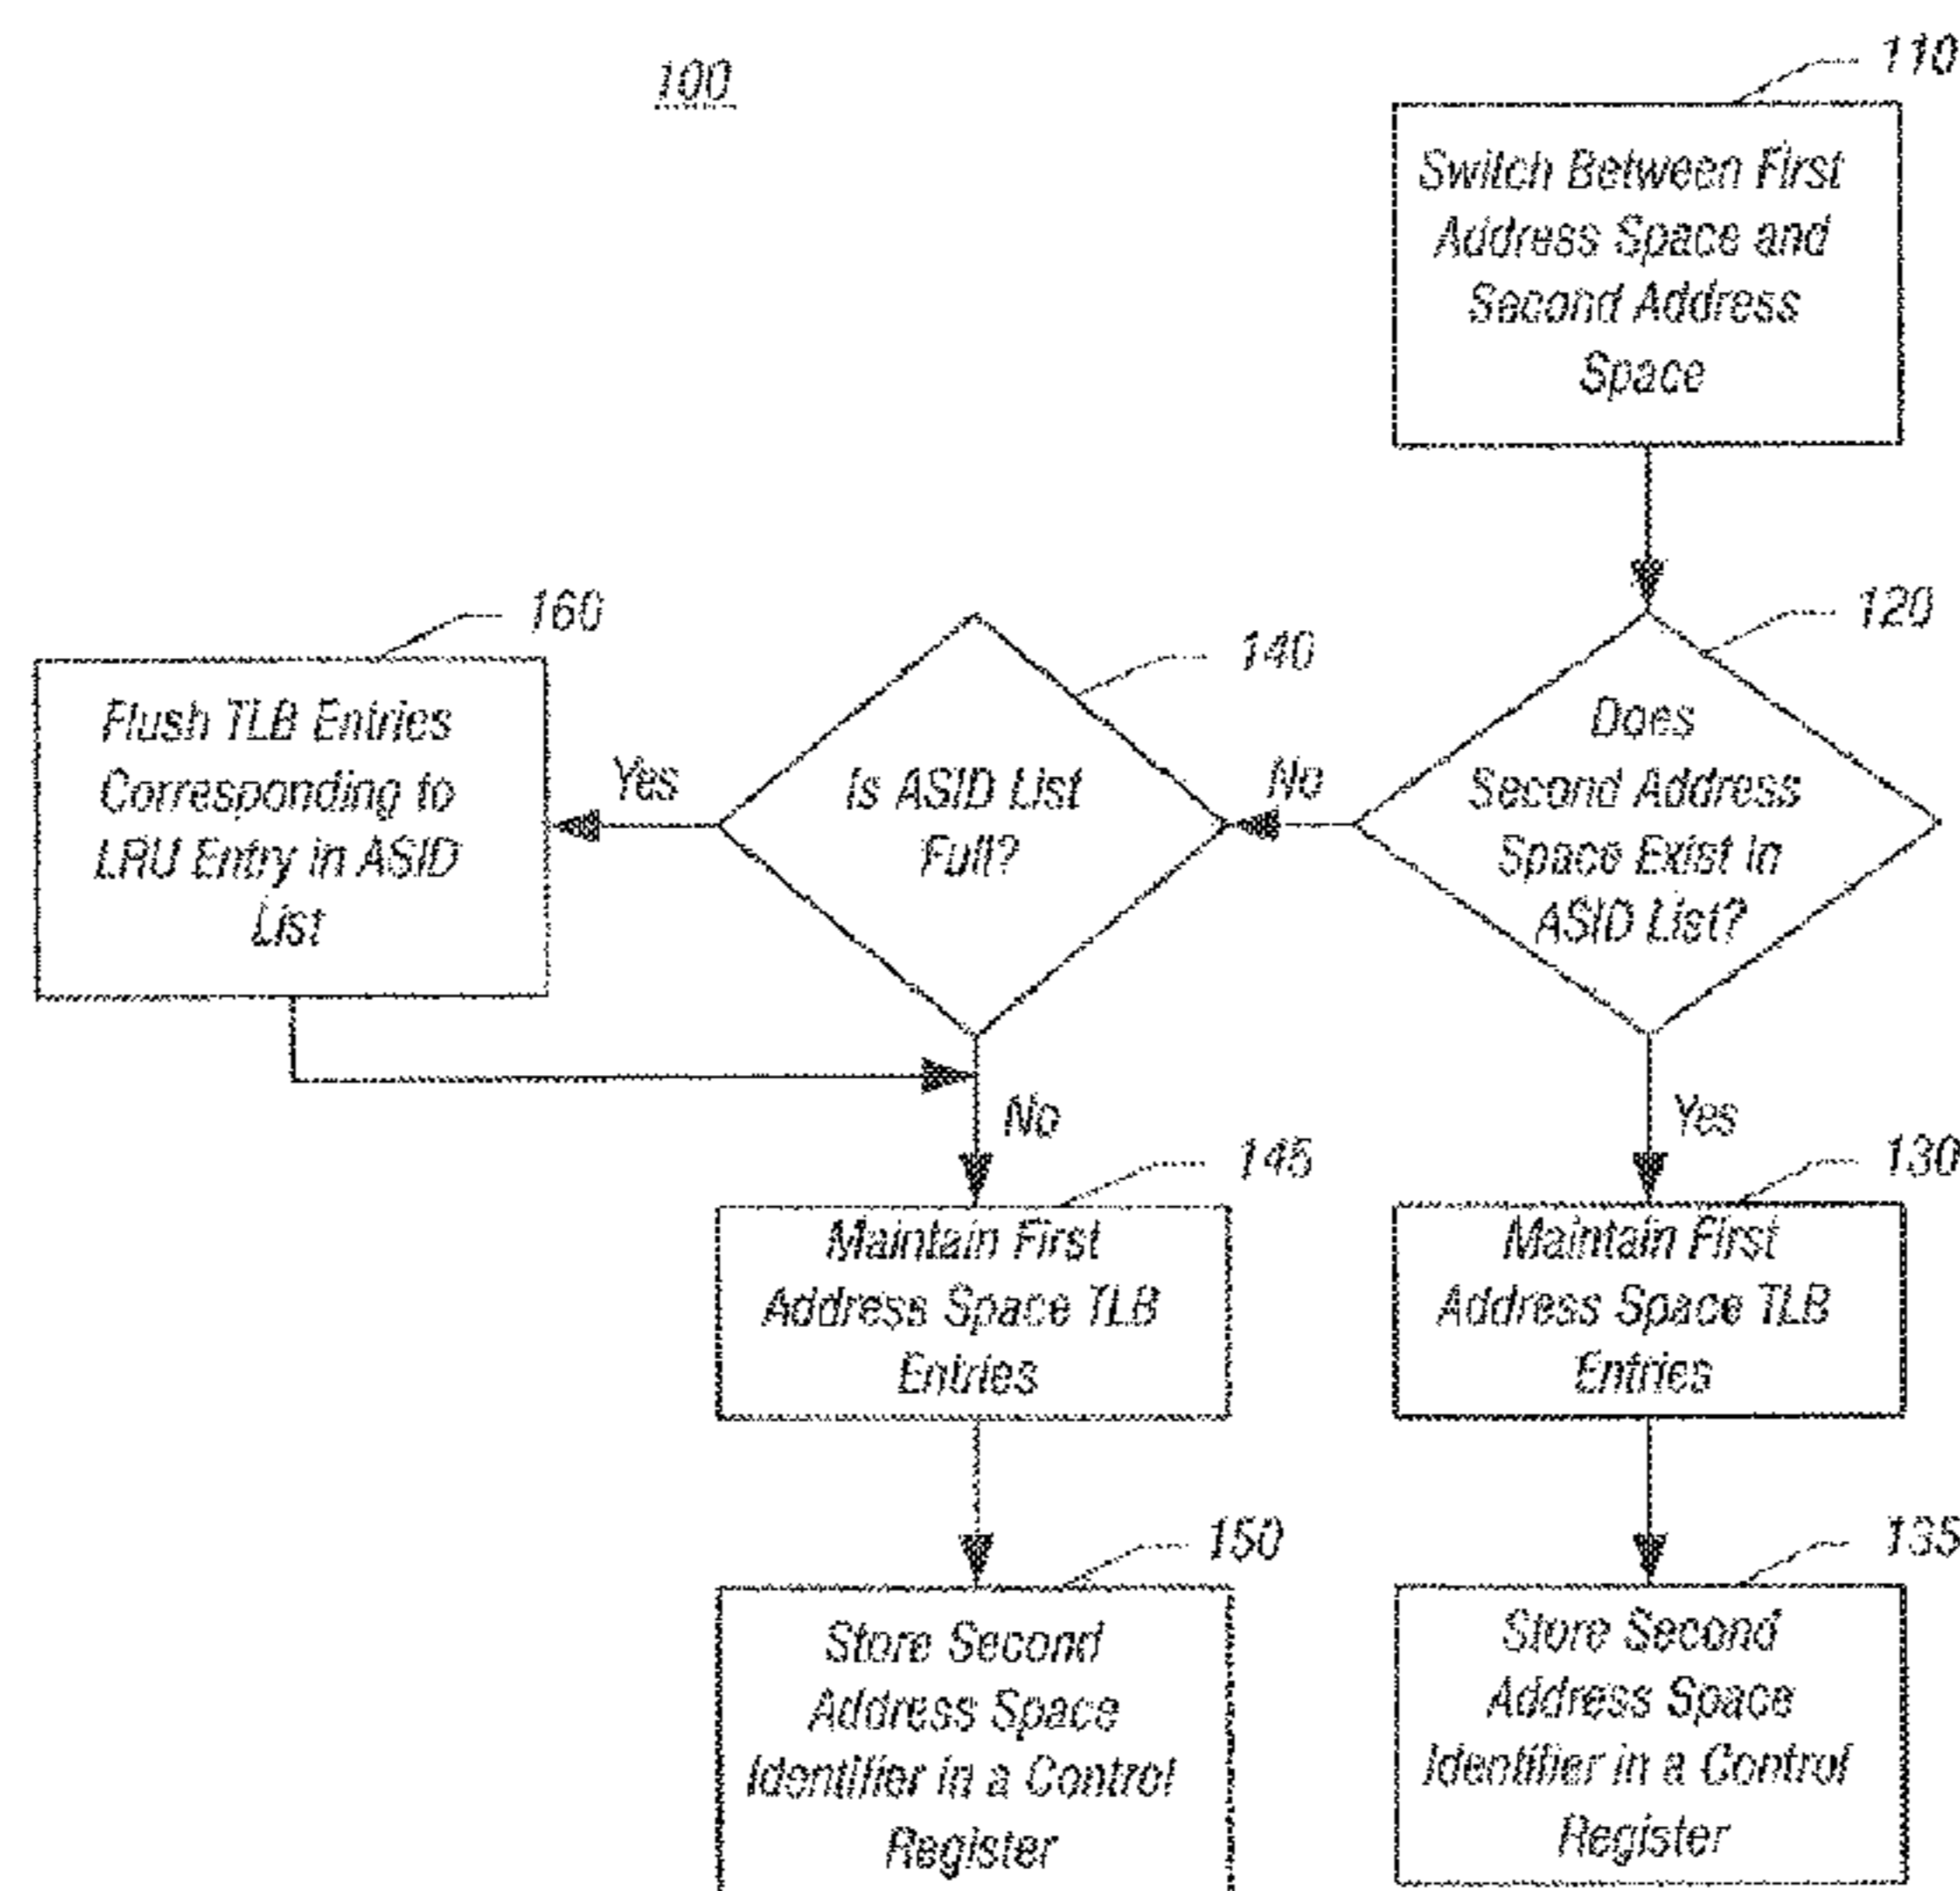 100
110
Switch Between First
Address Space and
Second Address
Space
120
Does
Second Address
Space Exist in
ASID List?
No
140
Is ASID List
Full?
Yes
160
Flush TLB Entries
Corresponding to
LRU Entry in ASID
List
No
Yes
145
Maintain First
Address Space TLB
Entries
130
Maintain First
Address Space TLB
Entries
150
Store Second
Address Space
Identifier in a Control
Register
135
Store Second
Address Space
Identifier in a Control
Register